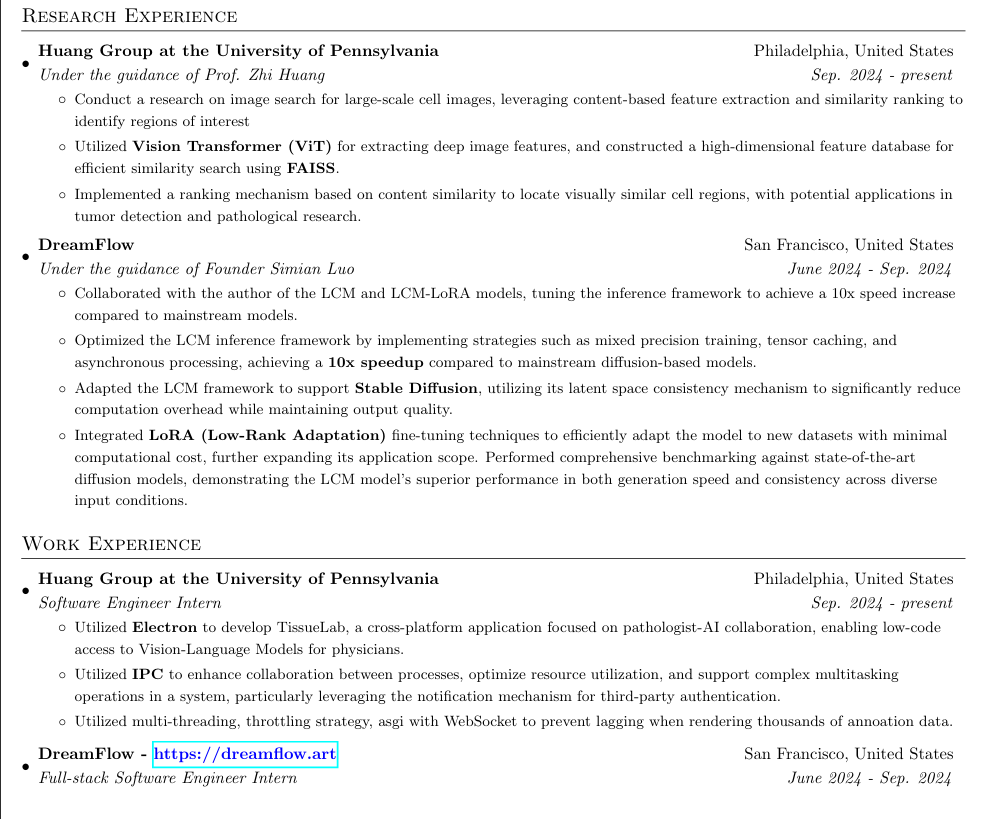 Research Experience
Huang Group at the University of Pennsylvania Philadelphia, United States
Under the guidance of Prof. Zhi Huang Sep. 2024 - present
Conduct a research on image search for large-scale cell images, leveraging content-based feature extraction and similarity ranking to
identify regions of interest
Utilized Vision Transformer (ViT) for extracting deep image features, and constructed a high-dimensional feature database for
efficient similarity search using FAISS.
Implemented a ranking mechanism based on content similarity to locate visually similar cell regions, with potential applications in
tumor detection and pathological research.
DreamFlow San Francisco, United States
Under the guidance of Founder Simian Luo June 2024 - Sep. 2024
Collaborated with the author of the LCM and LCM-LoRA models, tuning the inference framework to achieve a 10x speed increase
compared to mainstream models.
Optimized the LCM inference framework by implementing strategies such as mixed precision training, tensor caching, and
asynchronous processing, achieving a 10x speedup compared to mainstream diffusion-based models.
Adapted the LCM framework to support Stable Diffusion, utilizing its latent space consistency mechanism to significantly reduce
computation overhead while maintaining output quality.
Integrated LoRA (Low-Rank Adaptation) fine-tuning techniques to efficiently adapt the model to new datasets with minimal
computational cost, further expanding its application scope. Performed comprehensive benchmarking against state-of-the-art
diffusion models, demonstrating the LCM model's superior performance in both generation speed and consistency across diverse
input conditions.
Work Experience
Huang Group at the University of Pennsylvania Philadelphia, United States
Software Engineer Intern Sep. 2024 - present
Utilized Electron to develop TissueLab, a cross-platform application focused on pathologist-AI collaboration, enabling low-code
access to Vision-Language Models for physicians.
Utilized IPC to enhance collaboration between processes, optimize resource utilization, and support complex multitasking
operations in a system, particularly leveraging the notification mechanism for third-party authentication.
Utilized multi-threading, throttling strategy, asgi with WebSocket to prevent lagging when rendering thousands of annoation data.
DreamFlow - https://dreamflow.art San Francisco, United States
Full-stack Software Engineer Intern June 2024 - Sep. 2024